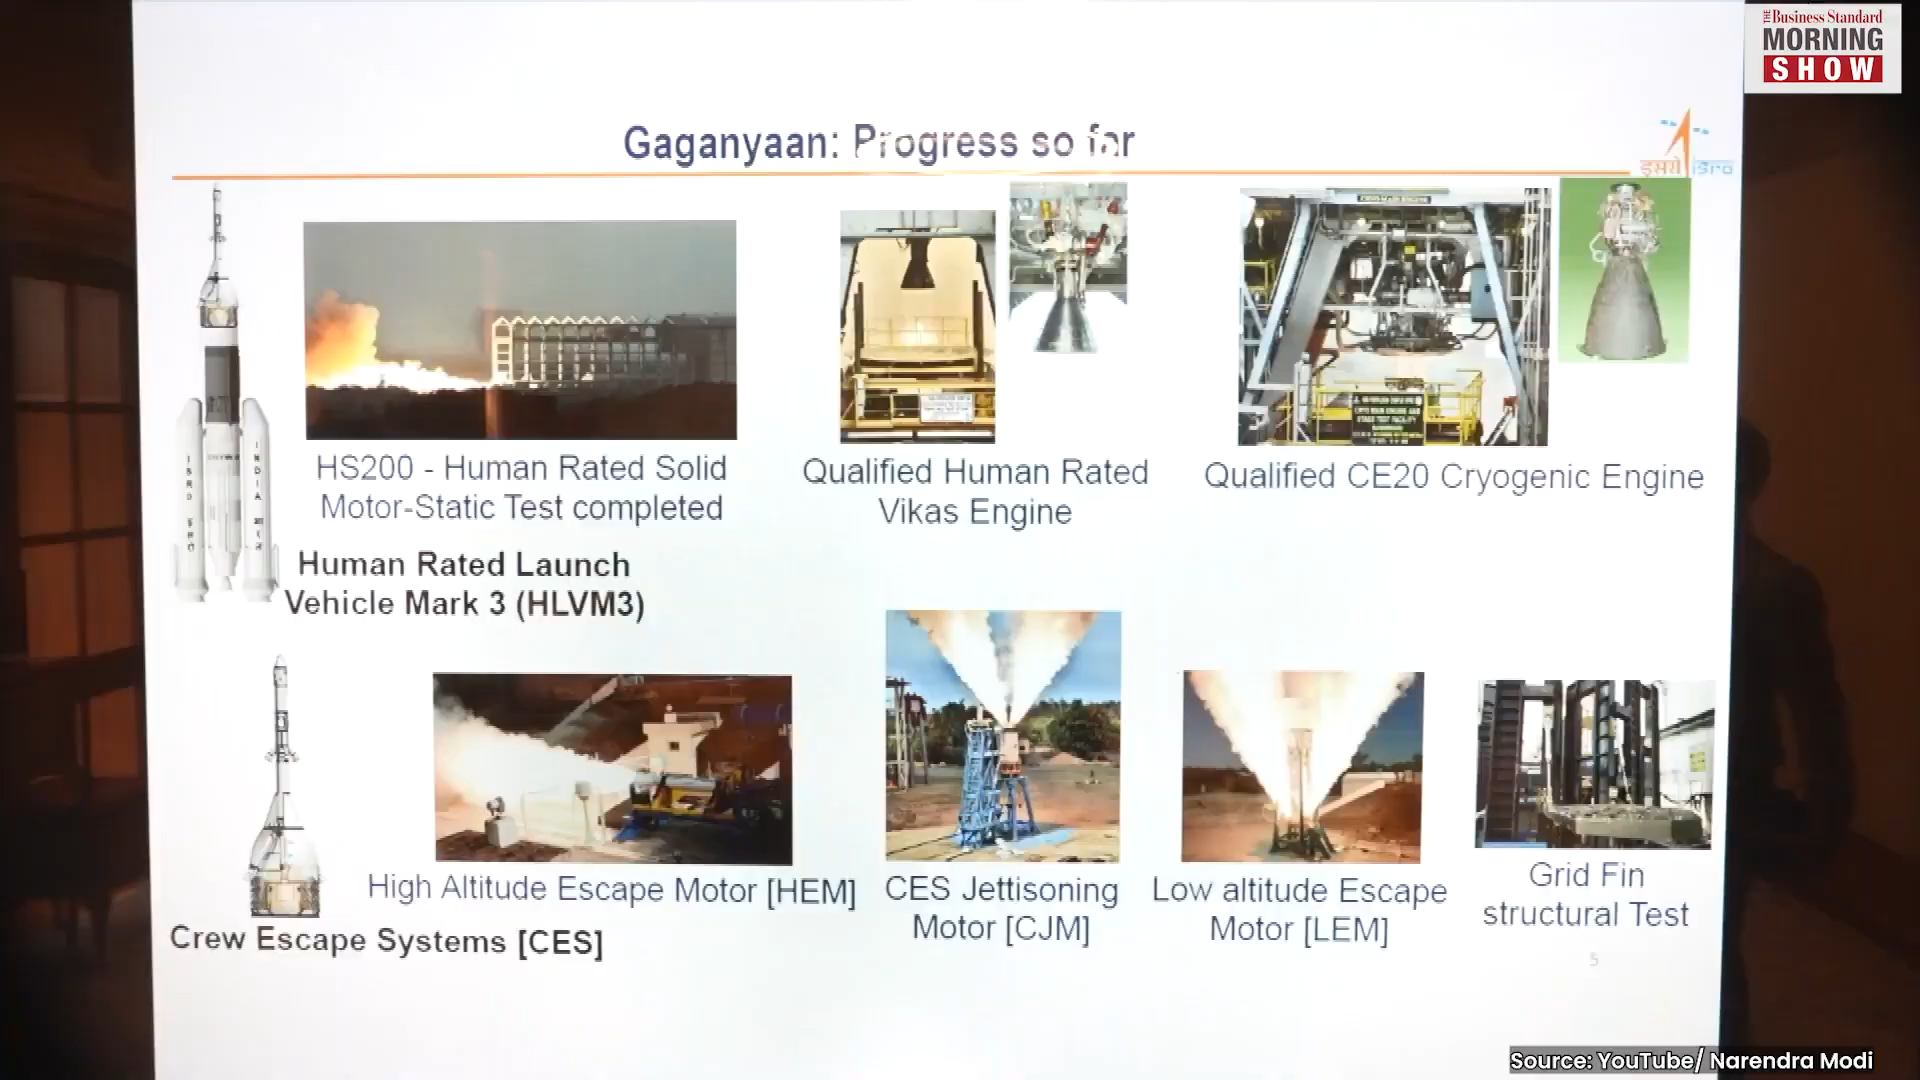 THE Business Standard
MORNING
SHOW
Gaganyaan: Progress so far
इसरो isro
HS200 - Human Rated Solid
Motor-Static Test completed
Qualified Human Rated
Vikas Engine
Qualified CE20 Cryogenic Engine
Human Rated Launch
Vehicle Mark 3 (HLVM3)
High Altitude Escape Motor [HEM]
CES Jettisoning
Motor [CJM]
Low altitude Escape
Motor [LEM]
Grid Fin
structural Test
Crew Escape Systems [CES]
5
Source: YouTube/ Narendra Modi